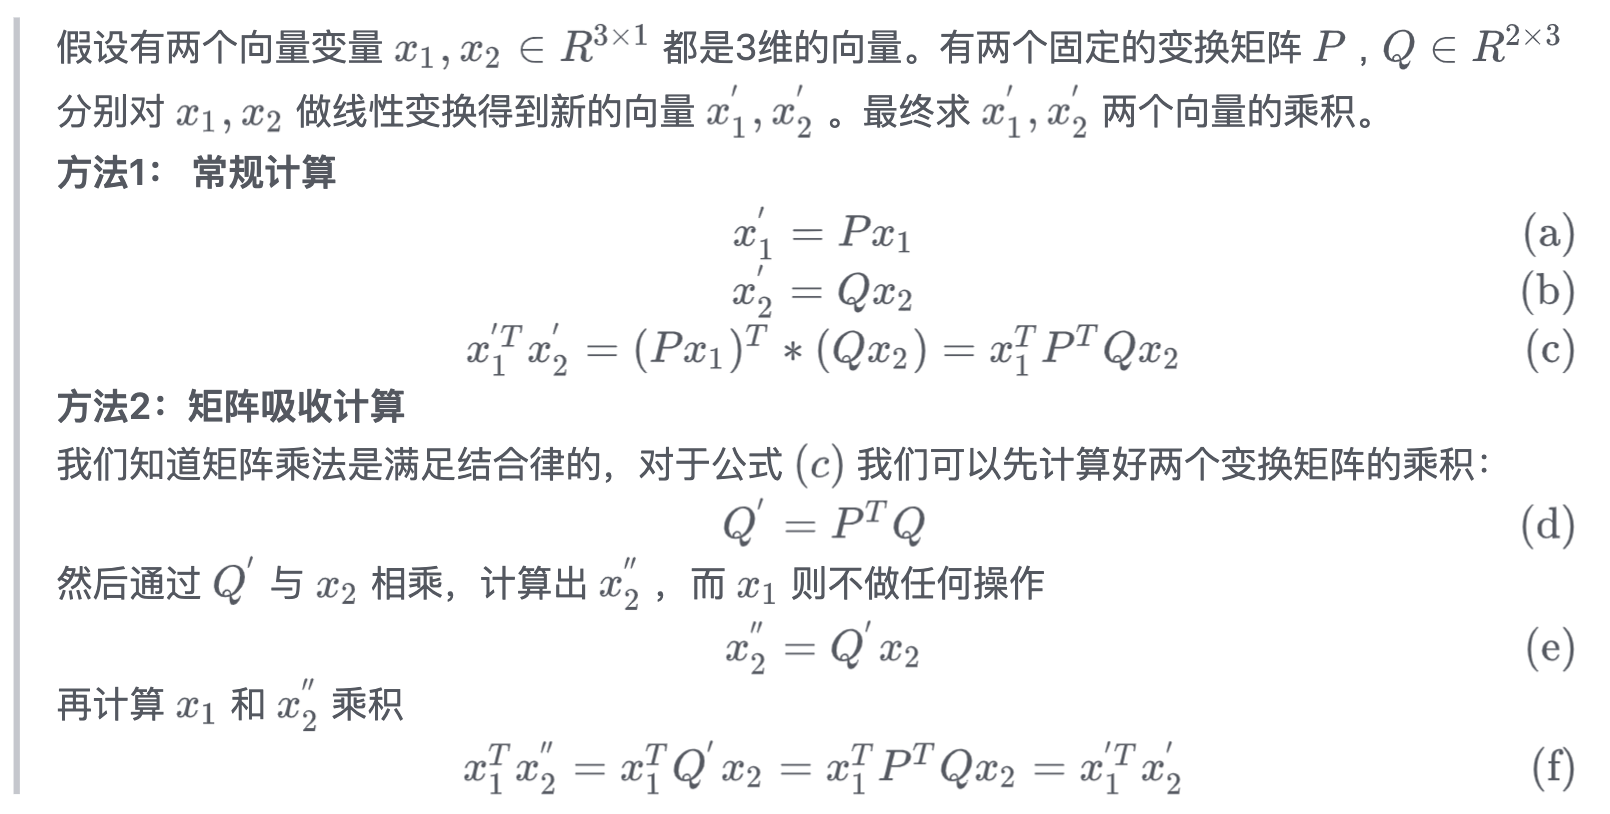 假设有两个向量变量 $x_1, x_2 \in R^{3 \times 1}$ 都是3维的向量。有两个固定的变换矩阵 $P$ , $Q \in R^{2 \times 3}$
分别对 $x_1, x_2$ 做线性变换得到新的向量 $x_1^{'}, x_2^{'}$ 。最终求 $x_1^{'}, x_2^{'}$ 两个向量的乘积。
方法1： 常规计算
$x_1^{'} = Px_1$ (a)
$x_2^{'} = Qx_2$ (b)
$x_1^{'T} x_2^{'} = (Px_1)^T * (Qx_2) = x_1^T P^T Q x_2$ (c)
方法2：矩阵吸收计算
我们知道矩阵乘法是满足结合律的，对于公式 $(c)$ 我们可以先计算好两个变换矩阵的乘积：
$Q^{'} = P^T Q$ (d)
然后通过 $Q^{'}$ 与 $x_2$ 相乘，计算出 $x_2^{''}$ ，而 $x_1$ 则不做任何操作
$x_2^{''} = Q^{'} x_2$ (e)
再计算 $x_1$ 和 $x_2^{''}$ 乘积
$x_1^T x_2^{''} = x_1^T Q^{'} x_2 = x_1^T P^T Q x_2 = x_1^{'T} x_2^{'}$ (f)